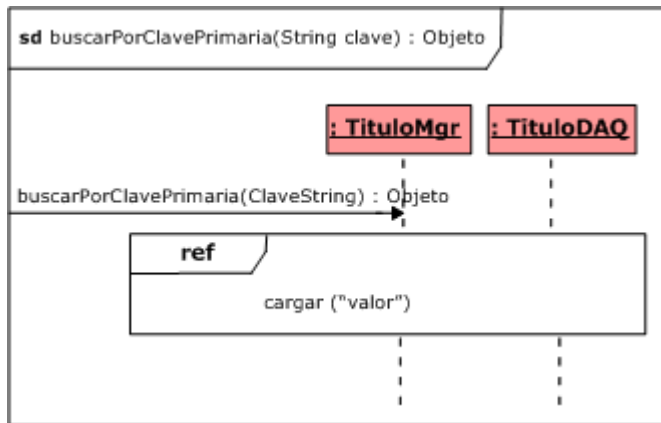 sd buscarPorClavePrimaria(String clave) : Objeto
: TituloMgr
: TituloDAQ
buscarPorClavePrimaria(ClaveString) : Objeto
ref
cargar ("valor")